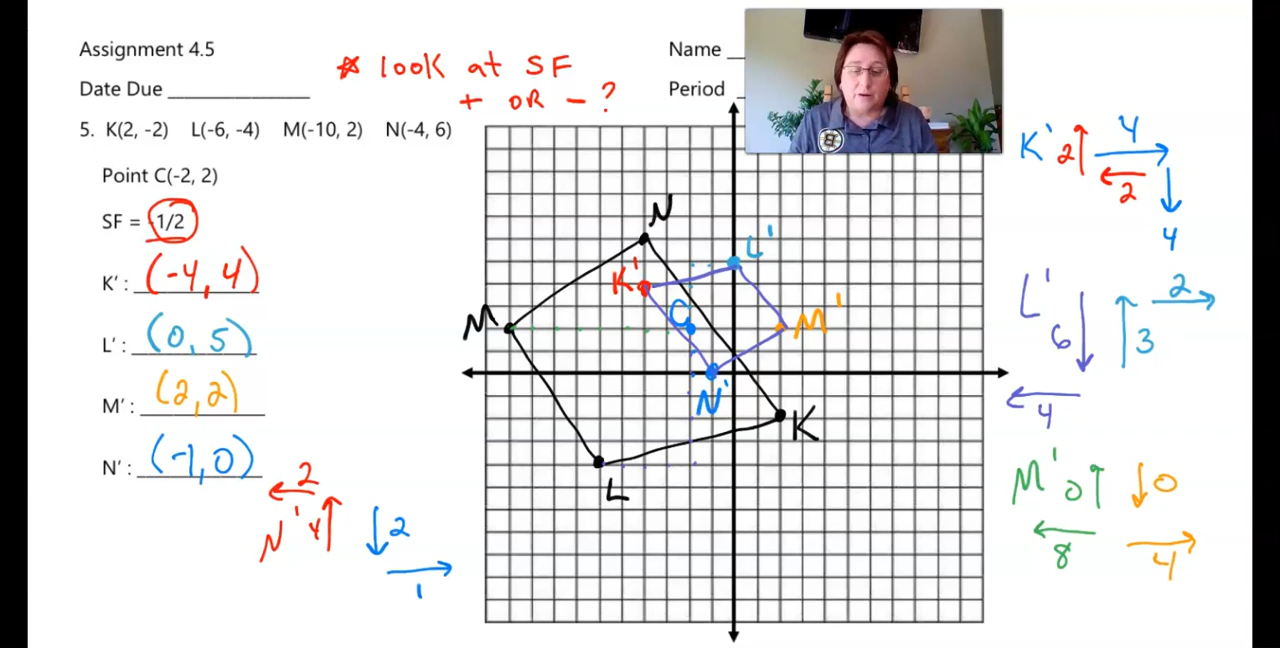 Assignment 4.5
Name
* look at SF
Date Due
+ OR - ?
Period
5. K(2, -2) L(-6, -4) M(-10, 2) N(-4, 6)
Point C(-2, 2)
SF = -1/2
K': (-4, 4)
L': (0, 5)
M': (2, 2)
N': (-1, 0)
2
N' 4 2
1
N
L'
K'
C
M
M'
N'
K
L
K' 2 4
2
4
L'
6 3 2
4
M' 0 0
8 4